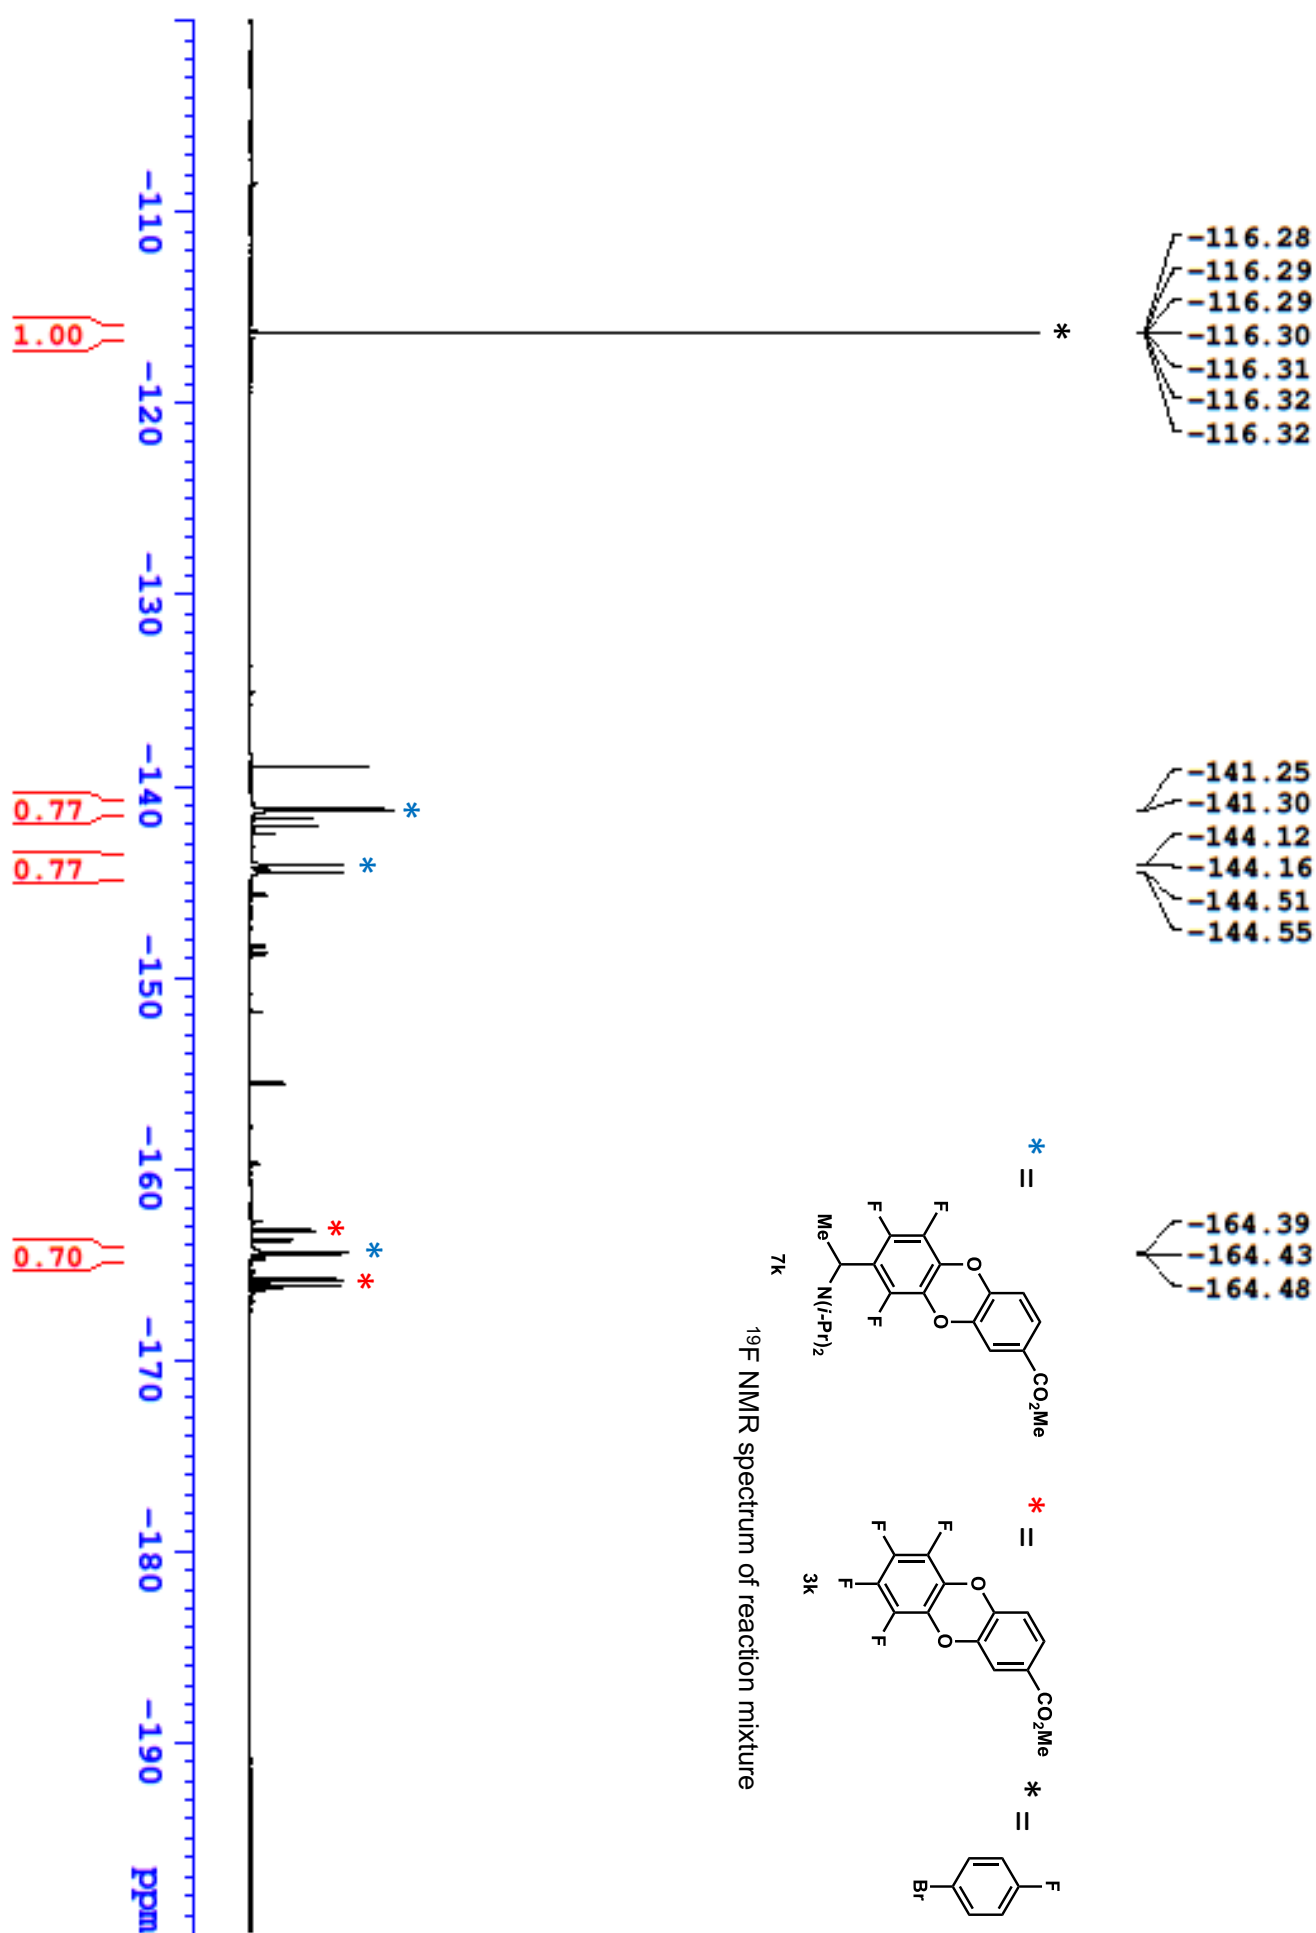 -116.28
-116.29
-116.29
-116.30
-116.31
-116.32
-116.32
-141.25
-141.30
-144.12
-144.16
-144.51
-144.55
-164.39
-164.43
-164.48
* =
F
F
F
O
O
Me
N(i-Pr)₂
CO₂Me
7k
* =
F
F
F
F
O
O
CO₂Me
3k
* =
F
Br
¹⁹F NMR spectrum of reaction mixture
*
*
*
*
*
*
-110
-120
-130
-140
-150
-160
-170
-180
-190
ppm
1.00
0.77
0.77
0.70